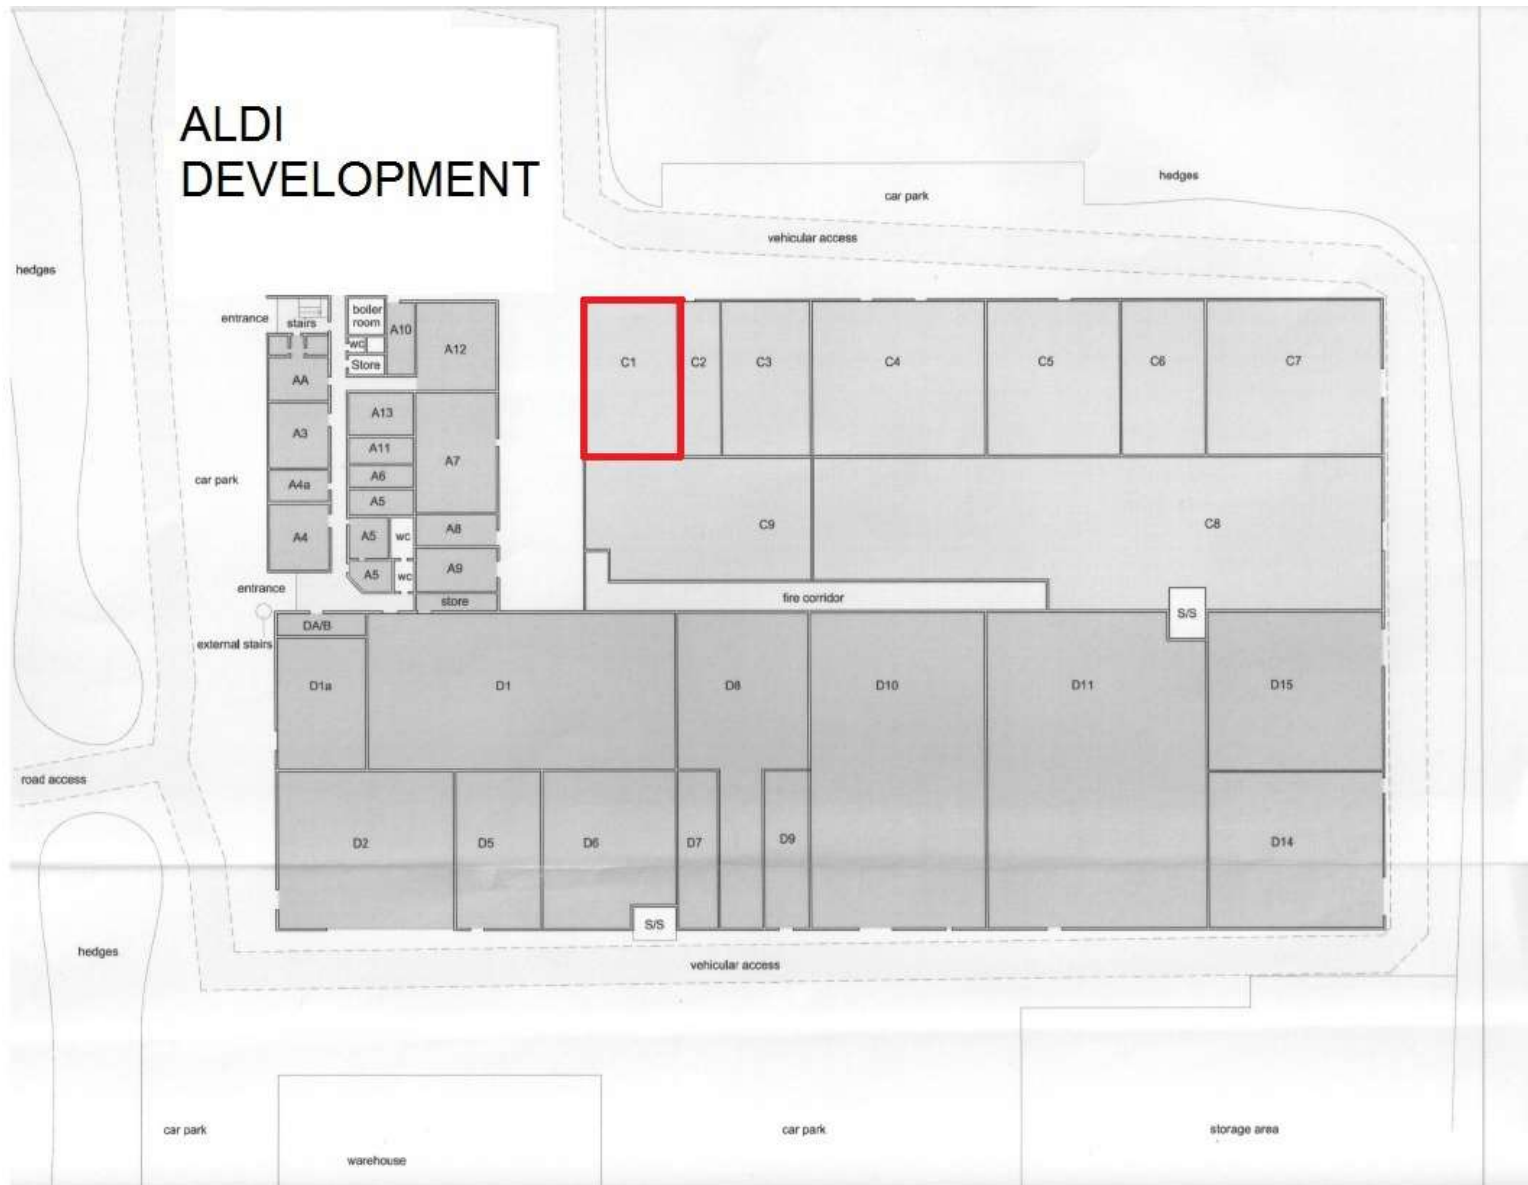 ALDI
DEVELOPMENT
hedges
car park
vehicular access
hedges
entrance
stairs
boiler
room
A10
A12
wc
Store
AA
A13
A3
A11
A7
A6
car park
A4a
A5
A4
A5
wc
A8
A5
wc
A9
entrance
store
C1
C2
C3
C4
C5
C6
C7
C9
C8
fire corridor
S/S
external stairs
DA/B
D1a
D1
D8
D10
D11
D15
road access
D2
D5
D6
D7
D9
D14
S/S
hedges
vehicular access
car park
warehouse
car park
storage area